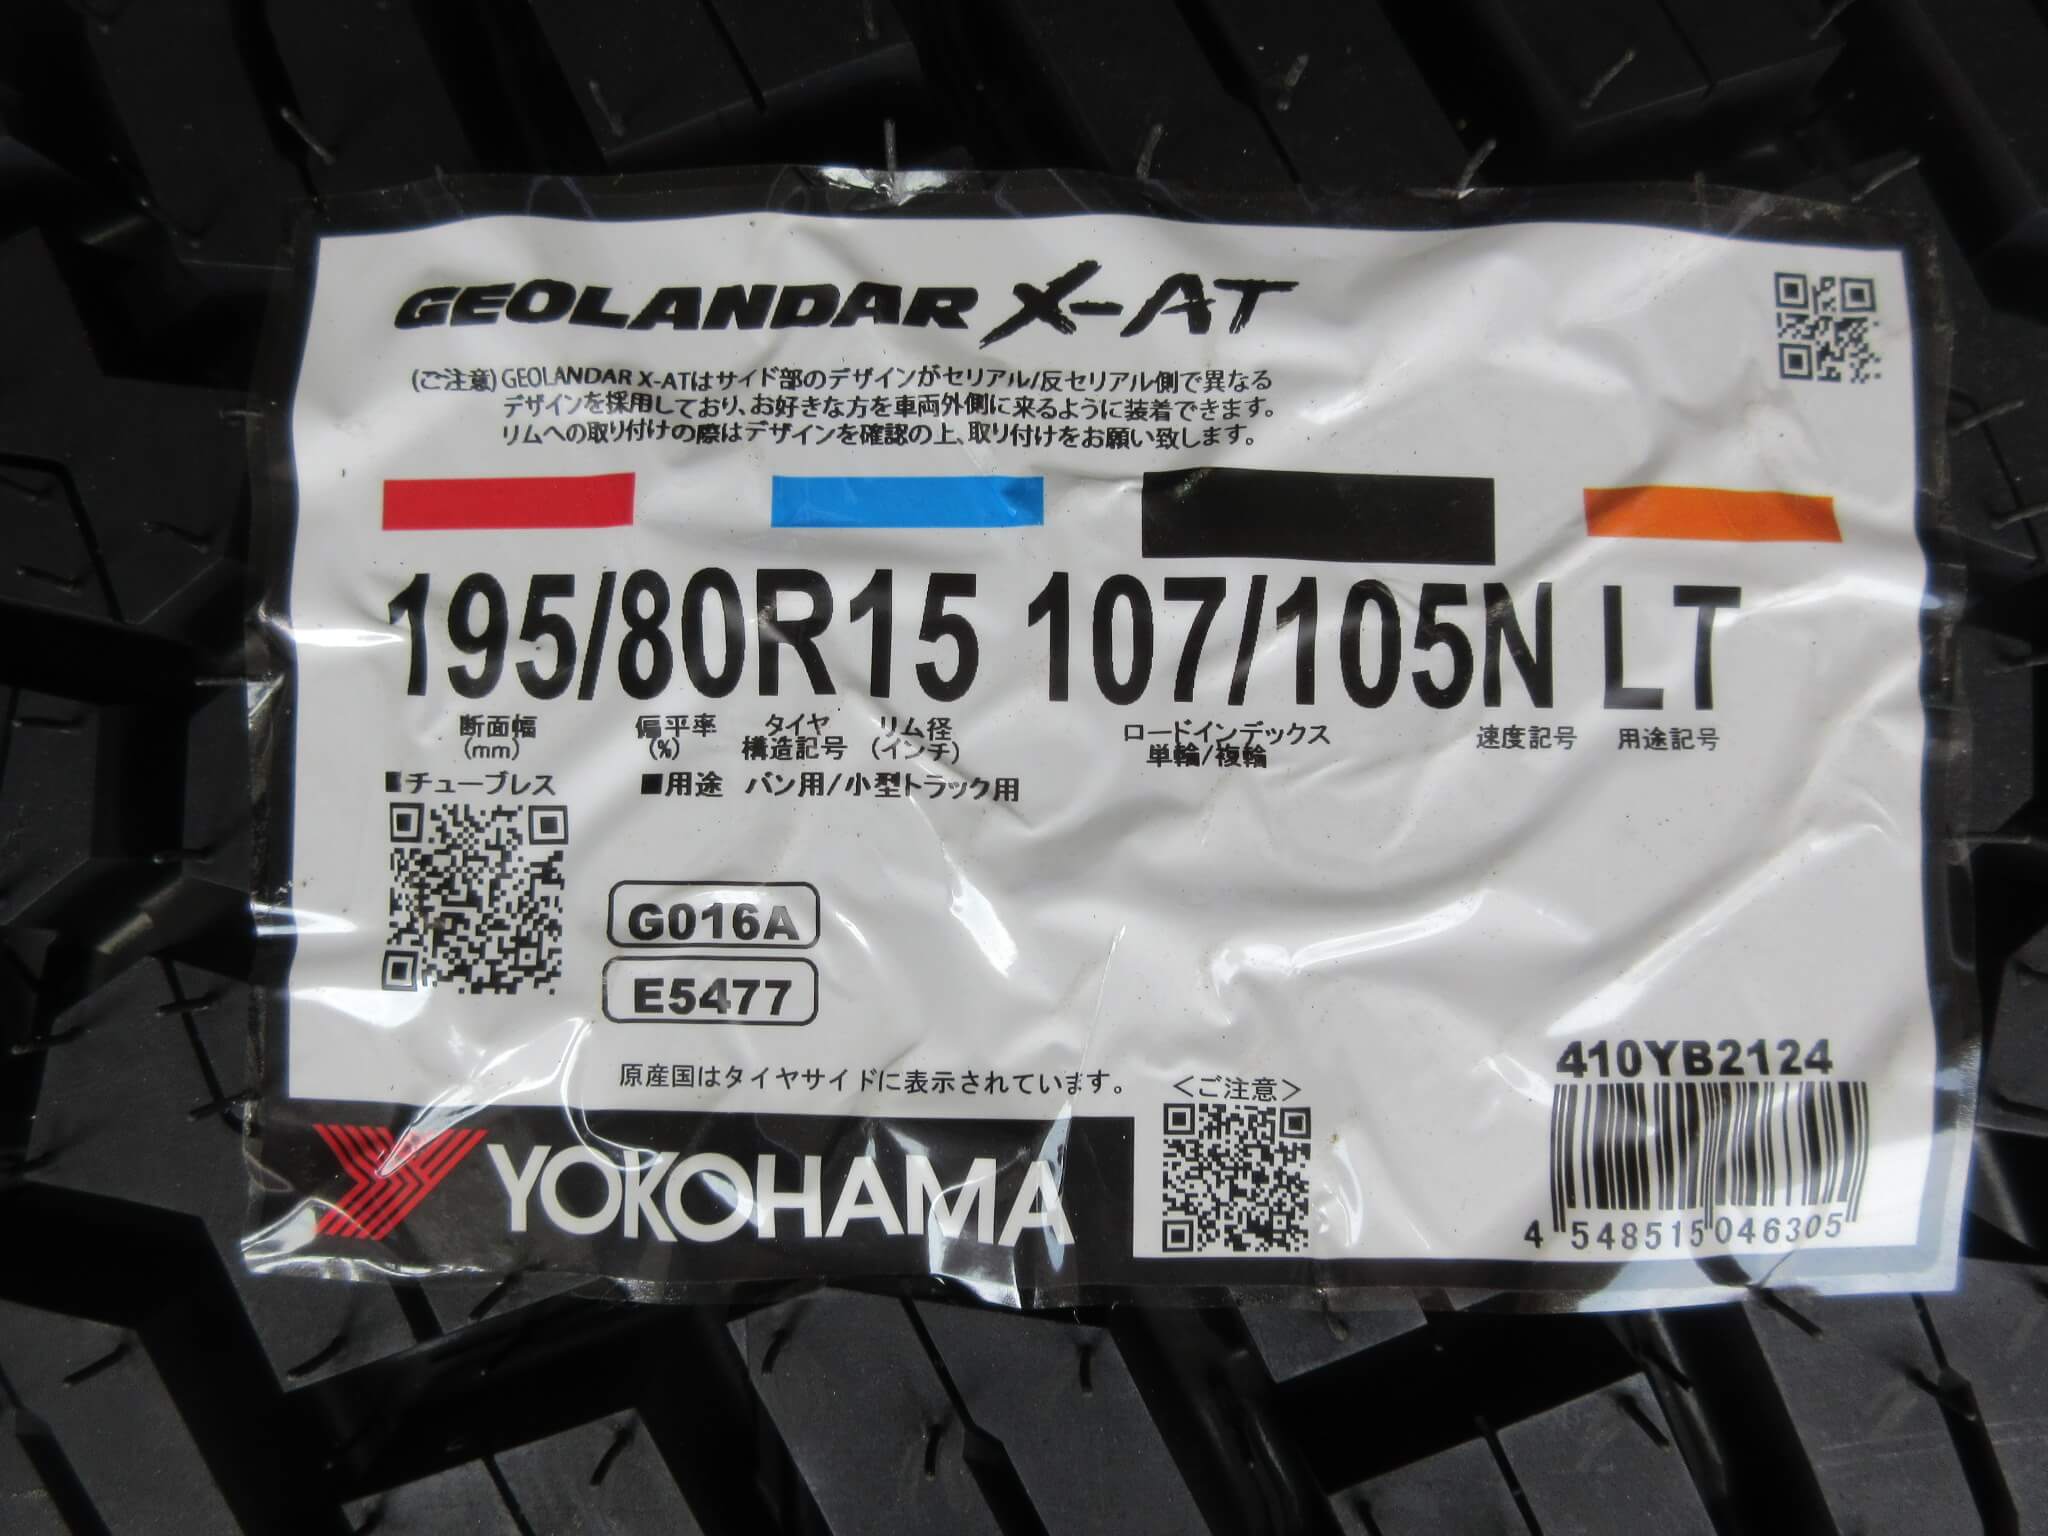 GEOLANDAR X-AT
(ご注意) GEOLANDAR X-ATはサイド部のデザインがセリアル/反セリアル側で異なる
デザインを採用しており、お好きな方を車両外側に来るように装着できます。
リムへの取り付けの際はデザインを確認の上、取り付けをお願い致します。
195/80R15 107/105N LT
断面幅 偏平率 タイヤ リム径 ロードインデックス 速度記号 用途記号
(mm) (%) 構造記号 (インチ) 単輪/複輪
■チューブレス ■用途 バン用/小型トラック用
G016A
E5477
原産国はタイヤサイドに表示されています。
<ご注意>
410YB2124
YOKOHAMA
4 548515 046305